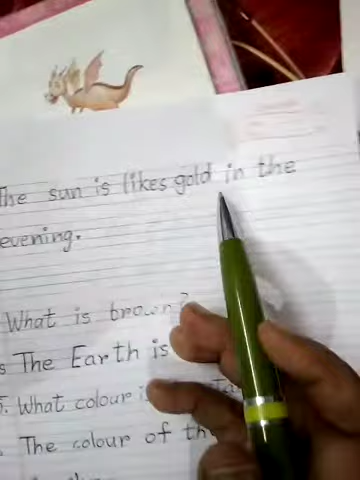 The sun is likes gold in the
evening.
What is brown?
s The Earth is
5. What colour
. The colour of th